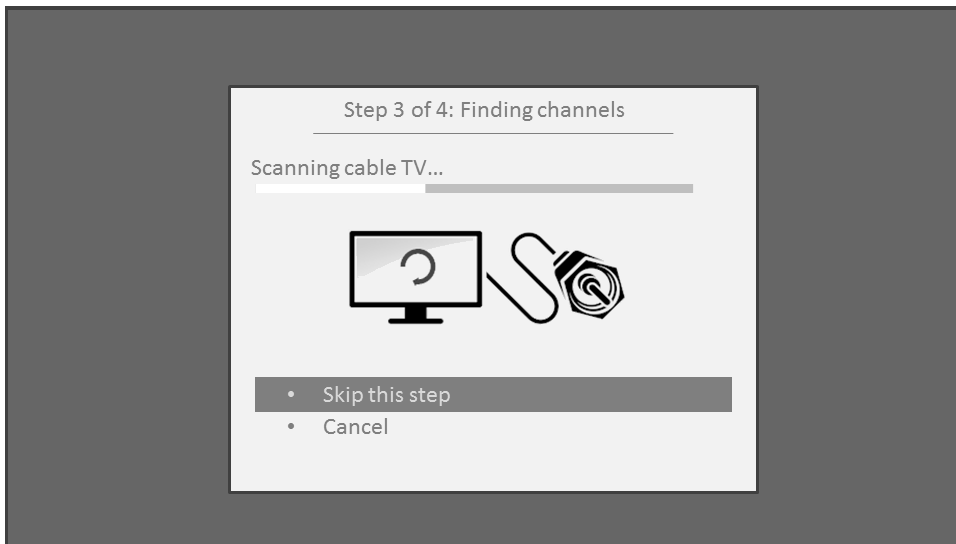 Step 3 of 4: Finding channels
Scanning cable TV...
• Skip this step
• Cancel